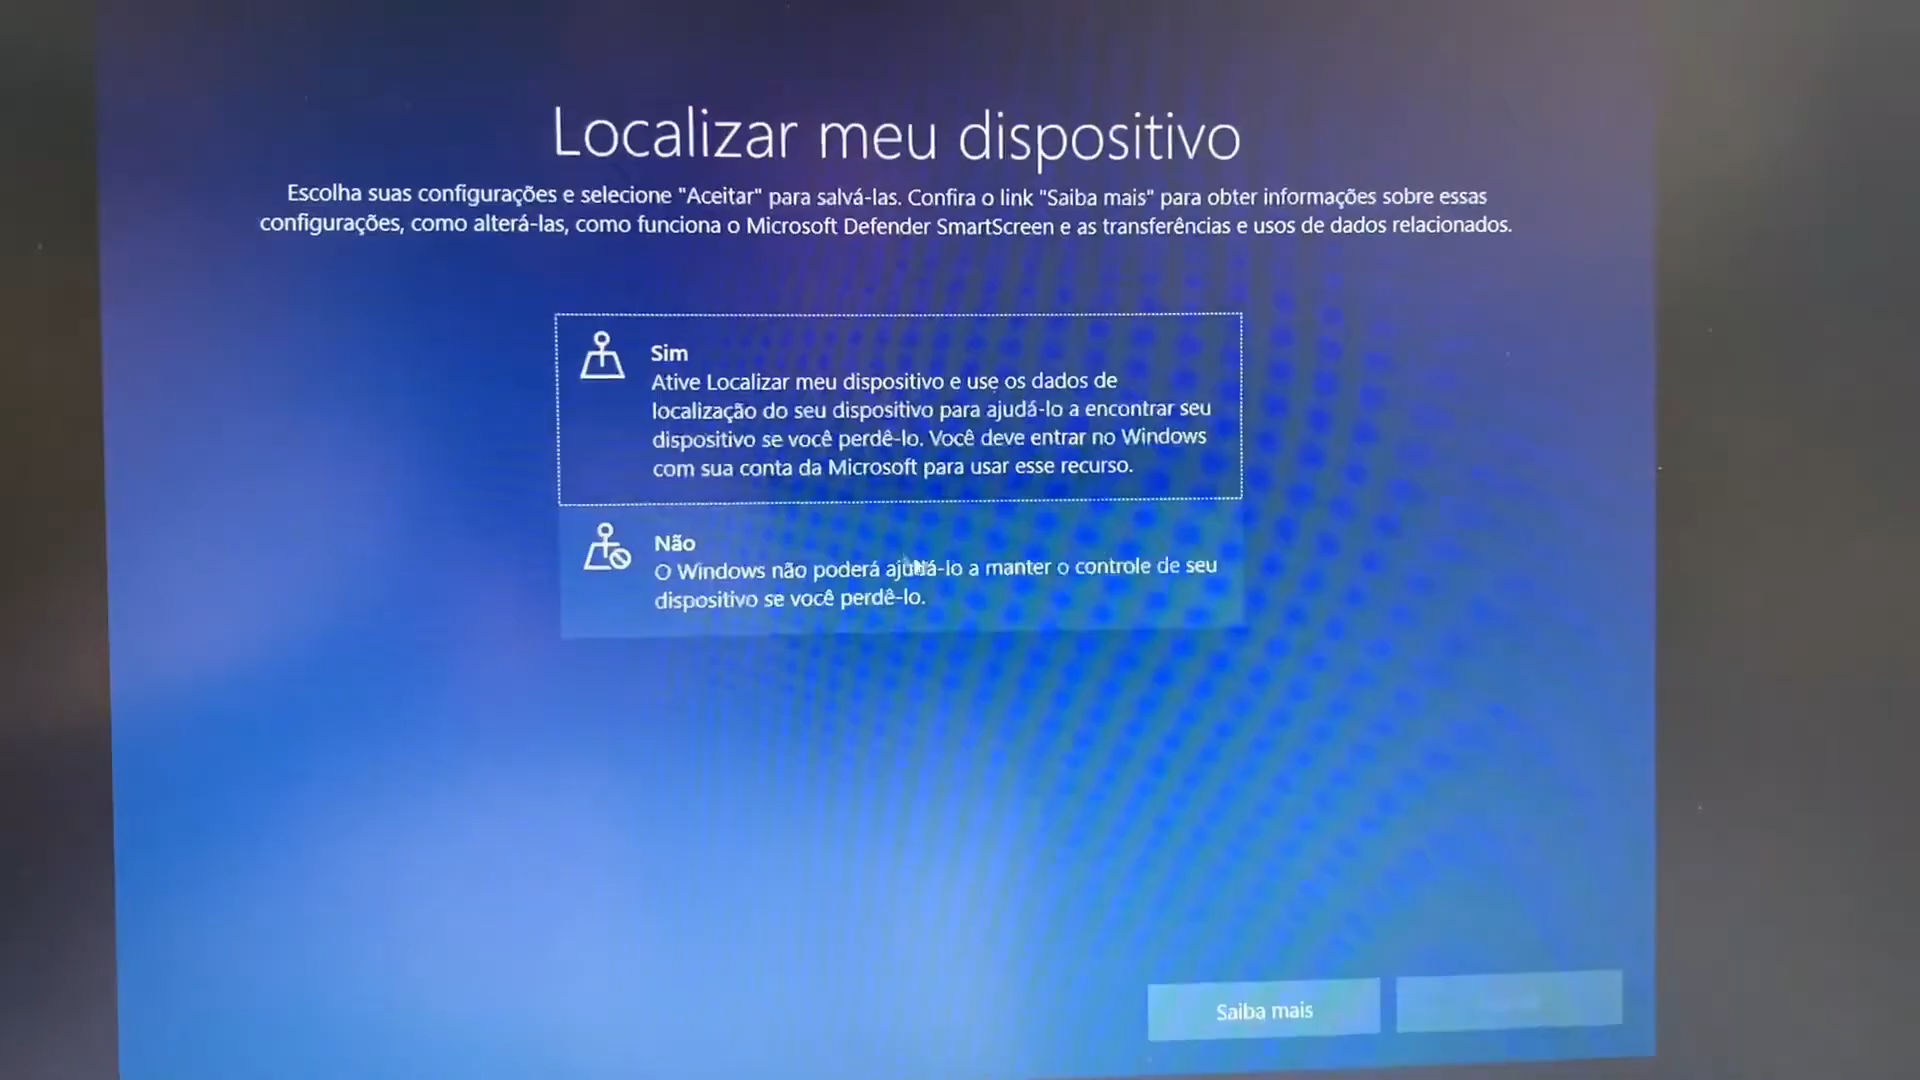 Localizar meu dispositivo
Escolha suas configurações e selecione "Aceitar" para salvá-las. Confira o link "Saiba mais" para obter informações sobre essas
configurações, como alterá-las, como funciona o Microsoft Defender SmartScreen e as transferências e usos de dados relacionados.
Sim
Ative Localizar meu dispositivo e use os dados de
localização do seu dispositivo para ajudá-lo a encontrar seu
dispositivo se você perdê-lo. Você deve entrar no Windows
com sua conta da Microsoft para usar esse recurso.
Não
O Windows não poderá ajudá-lo a manter o controle de seu
dispositivo se você perdê-lo.
Saiba mais